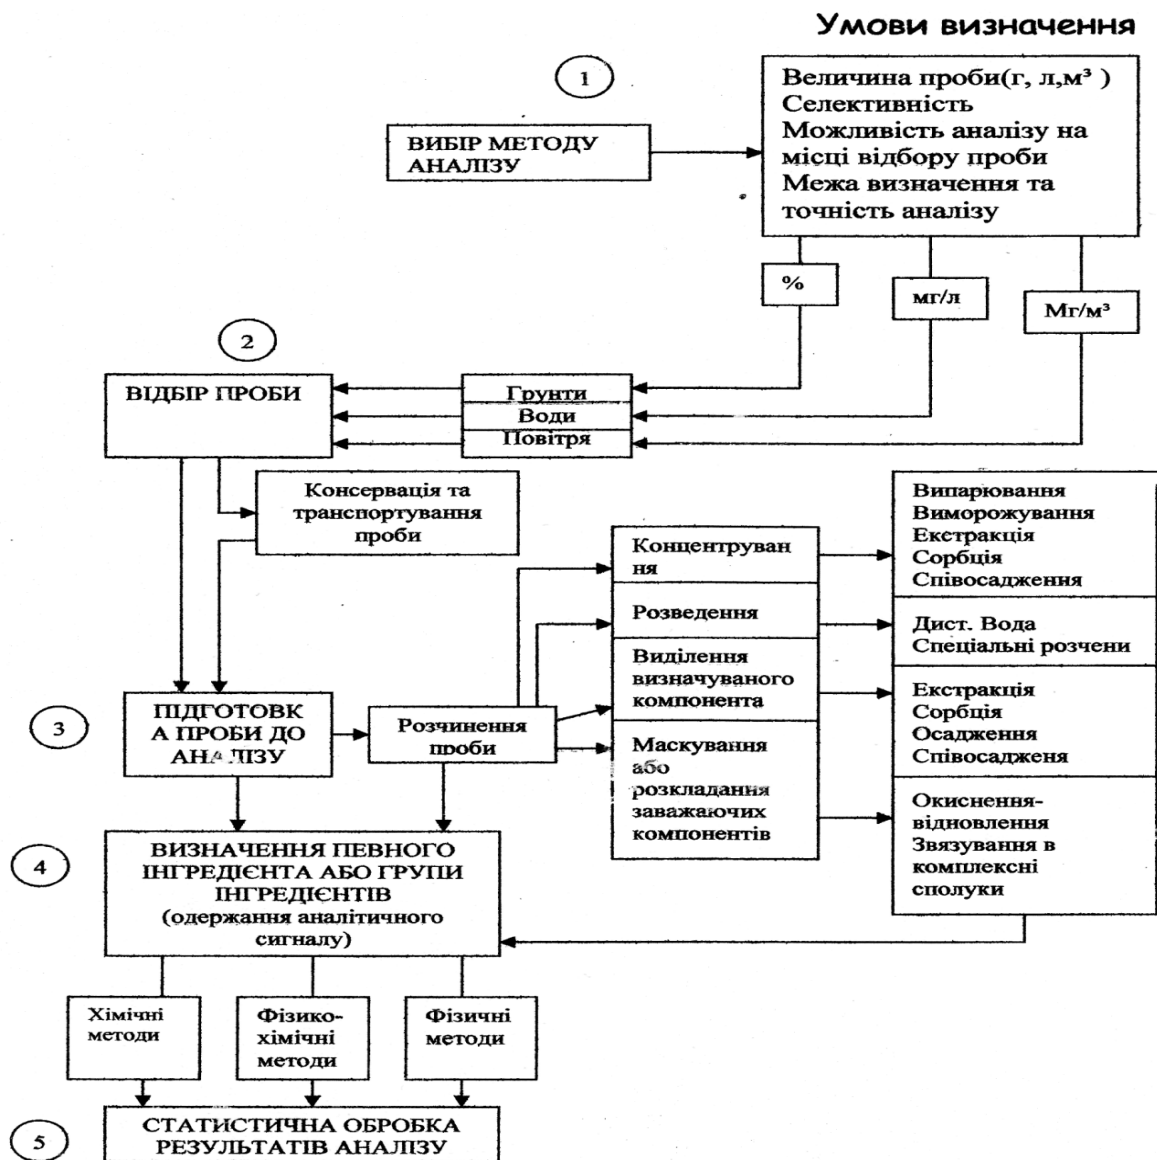 Умови визначення
1
Величина проби(г, л,м³ )
Селективність
Можливість аналізу на
місці відбору проби
Межа визначення та
точність аналізу
ВИБІР МЕТОДУ
АНАЛІЗУ
%
мг/л
Мг/м³
2
ВІДБІР ПРОБИ
Грунти
Води
Повітря
Консервація та
транспортування
проби
Концентруван
ня
Розведення
Виділення
визначуваного
компонента
Маскування
або
розкладання
заважаючих
компонентів
Випарювання
Виморожування
Екстракція
Сорбція
Співосадження
Дист. Вода
Спеціальні розчени
Екстракція
Сорбція
Осадження
Співосадженя
Окиснення-
відновлення
Звязування в
комплексні
сполуки
3
ПІДГОТОВК
А ПРОБИ ДО
АНАЛІЗУ
Розчинення
проби
4
ВИЗНАЧЕННЯ ПЕВНОГО
ІНГРЕДІЄНТА АБО ГРУПИ
ІНГРЕДІЄНТІВ
(одержання аналітичного
сигналу)
Хімічні
методи
Фізико-
хімічні
методи
Фізичні
методи
5
СТАТИСТИЧНА ОБРОБКА
РЕЗУЛЬТАТІВ АНАЛІЗУ